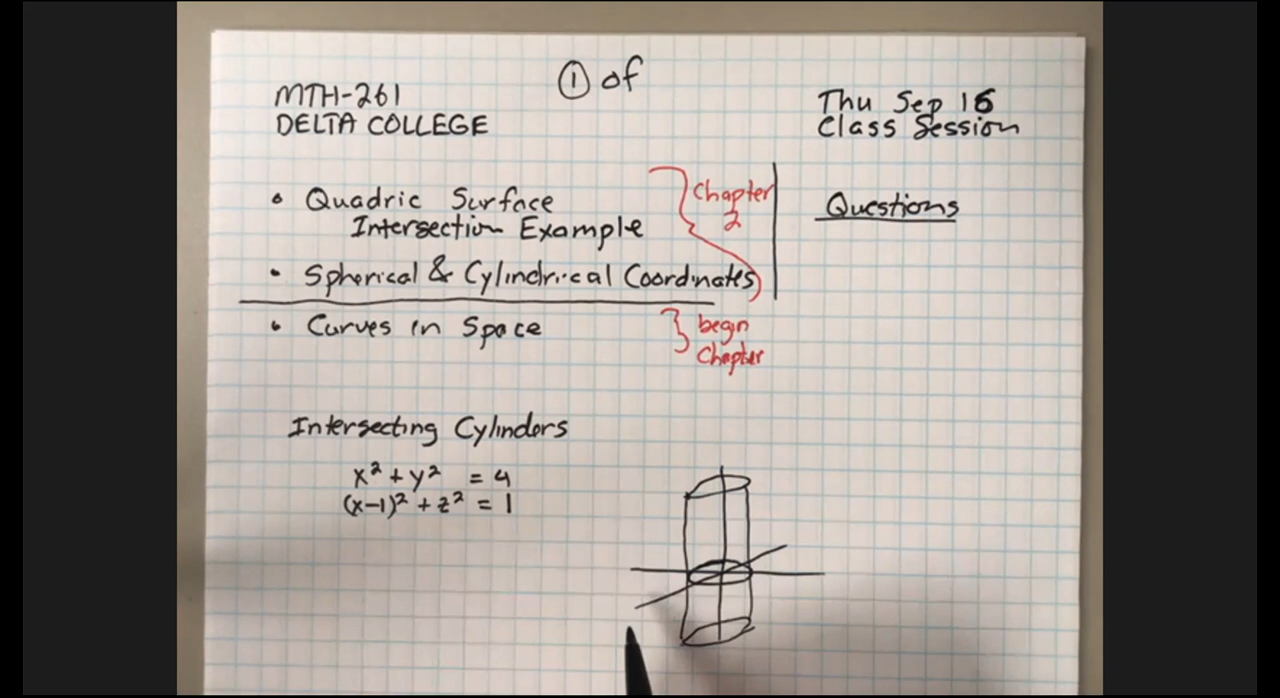 ① of
MTH-261
DELTA COLLEGE
Thu Sep 16
Class Session
• Quadric Surface
Intersection Example
• Spherical & Cylindrical Coordinates
Chapter
2
Questions
• Curves in Space
begin
Chapter
Intersecting Cylinders
x² + y² = 4
(x-1)² + z² = 1